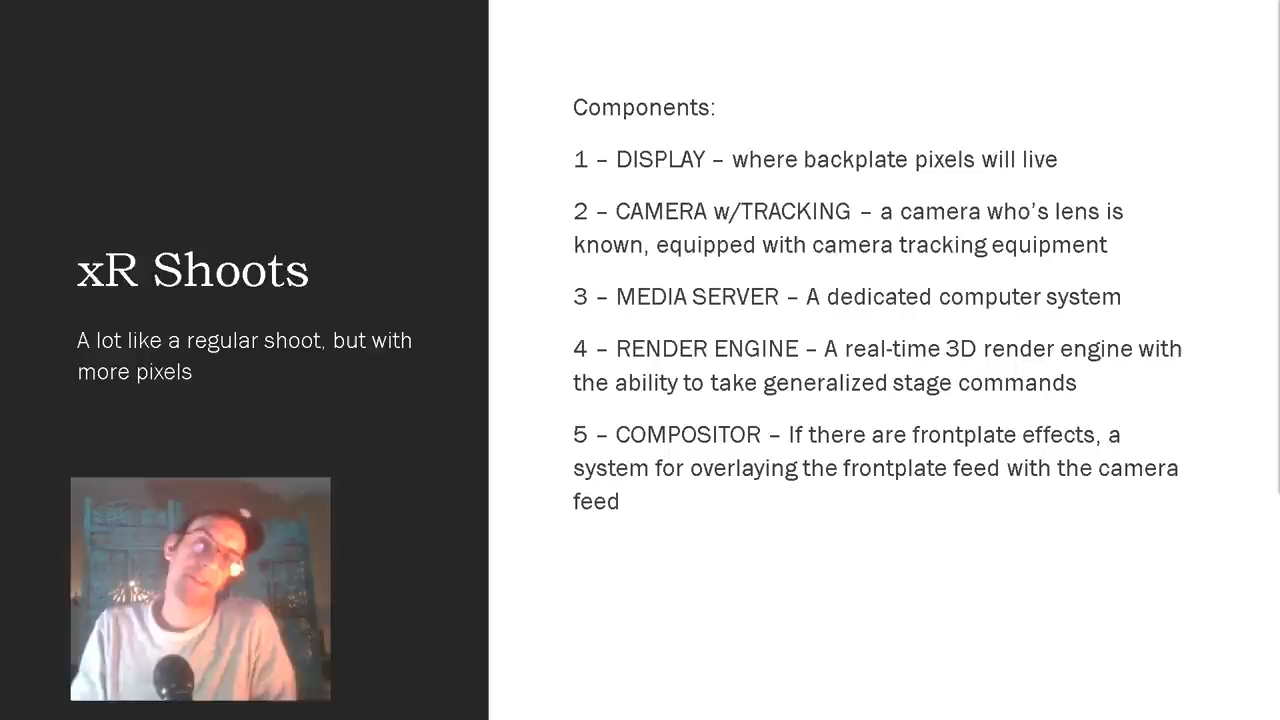 xR Shoots
A lot like a regular shoot, but with
more pixels
Components:
1 – DISPLAY – where backplate pixels will live
2 – CAMERA w/TRACKING – a camera who's lens is
known, equipped with camera tracking equipment
3 – MEDIA SERVER – A dedicated computer system
4 – RENDER ENGINE – A real-time 3D render engine with
the ability to take generalized stage commands
5 – COMPOSITOR – If there are frontplate effects, a
system for overlaying the frontplate feed with the camera
feed